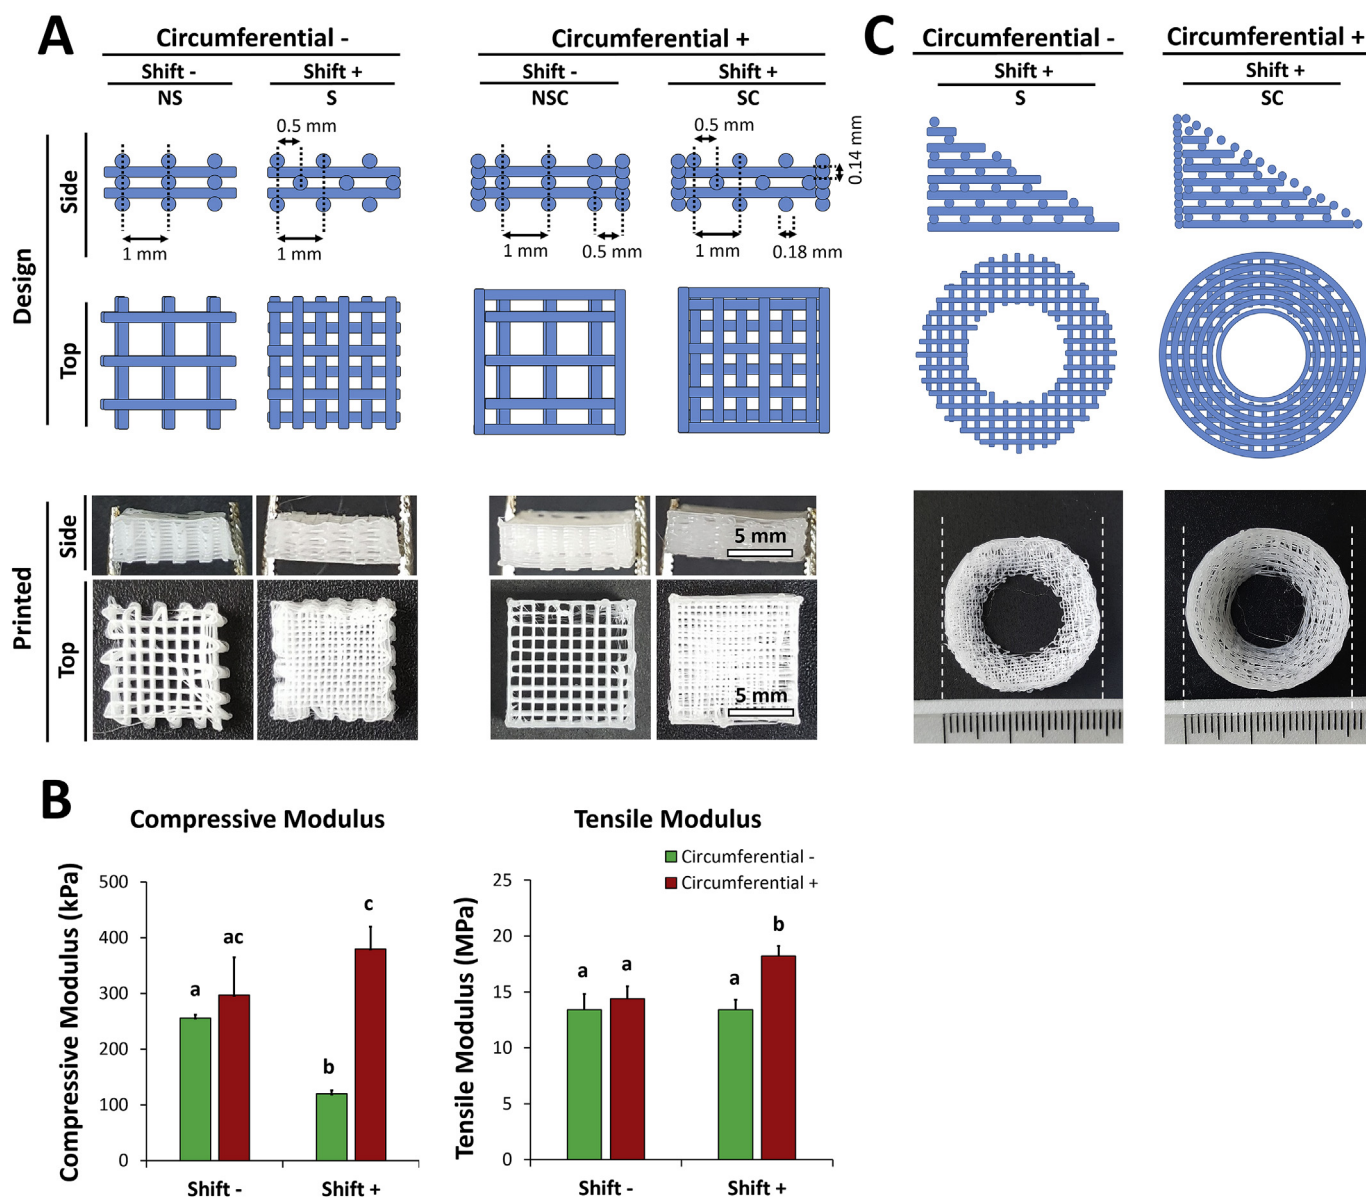 A
Circumferential -
Circumferential +
Shift -
Shift +
Shift -
Shift +
NS
S
NSC
SC
C
Circumferential -
Circumferential +
Shift +
Shift +
S
SC
Design
Side
0.5 mm
1 mm
1 mm
1 mm
0.5 mm
0.5 mm
1 mm
0.18 mm
0.14 mm
Top
Printed
Side
5 mm
Top
5 mm
B
Compressive Modulus
Compressive Modulus (kPa)
500
400
300
200
100
0
a
ac
b
c
Shift -
Shift +
Tensile Modulus
Circumferential -
Circumferential +
Tensile Modulus (MPa)
25
20
15
10
5
0
a
a
a
b
Shift -
Shift +